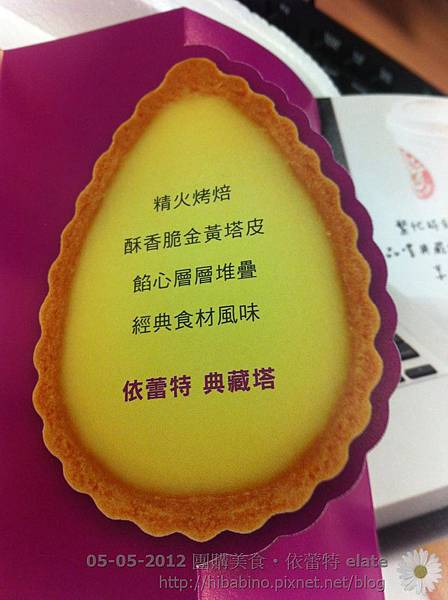 精火烤焙
酥香脆金黃塔皮
餡心層層堆疊
經典食材風味
依蕾特 典藏塔
05-05-2012 團購美食・依蕾特 elate
http://hibabino.pixnet.net/blog